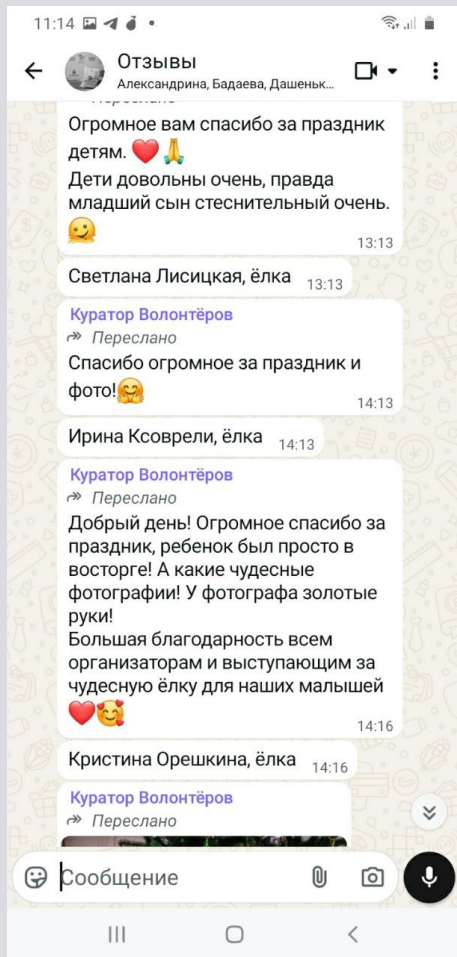 11:14
Отзывы
Александрина, Бадаева, Дашеньк...
Переслано
Огромное вам спасибо за праздник
детям. ❤️🙏
Дети довольны очень, правда
младший сын стеснительный очень.
🫠
13:13
Светлана Лисицкая, ёлка 13:13
Куратор Волонтёров
Переслано
Спасибо огромное за праздник и
фото!🤗
14:13
Ирина Ксоврели, ёлка 14:13
Куратор Волонтёров
Переслано
Добрый день! Огромное спасибо за
праздник, ребенок был просто в
восторге! А какие чудесные
фотографии! У фотографа золотые
руки!
Большая благодарность всем
организаторам и выступающим за
чудесную ёлку для наших малышей
❤️🥰
14:16
Кристина Орешкина, ёлка 14:16
Куратор Волонтёров
Переслано
Сообщение